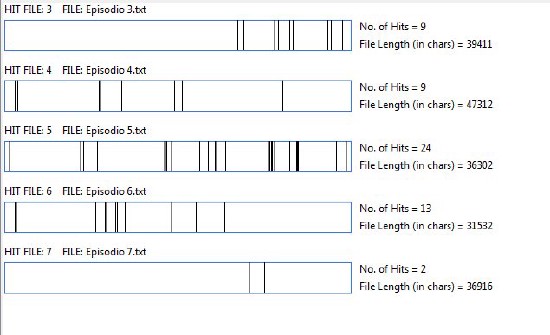 HIT FILE: 3 FILE: Episodio 3.txt
No. of Hits = 9
File Length (in chars) = 39411
HIT FILE: 4 FILE: Episodio 4.txt
No. of Hits = 9
File Length (in chars) = 47312
HIT FILE: 5 FILE: Episodio 5.txt
No. of Hits = 24
File Length (in chars) = 36302
HIT FILE: 6 FILE: Episodio 6.txt
No. of Hits = 13
File Length (in chars) = 31532
HIT FILE: 7 FILE: Episodio 7.txt
No. of Hits = 2
File Length (in chars) = 36916